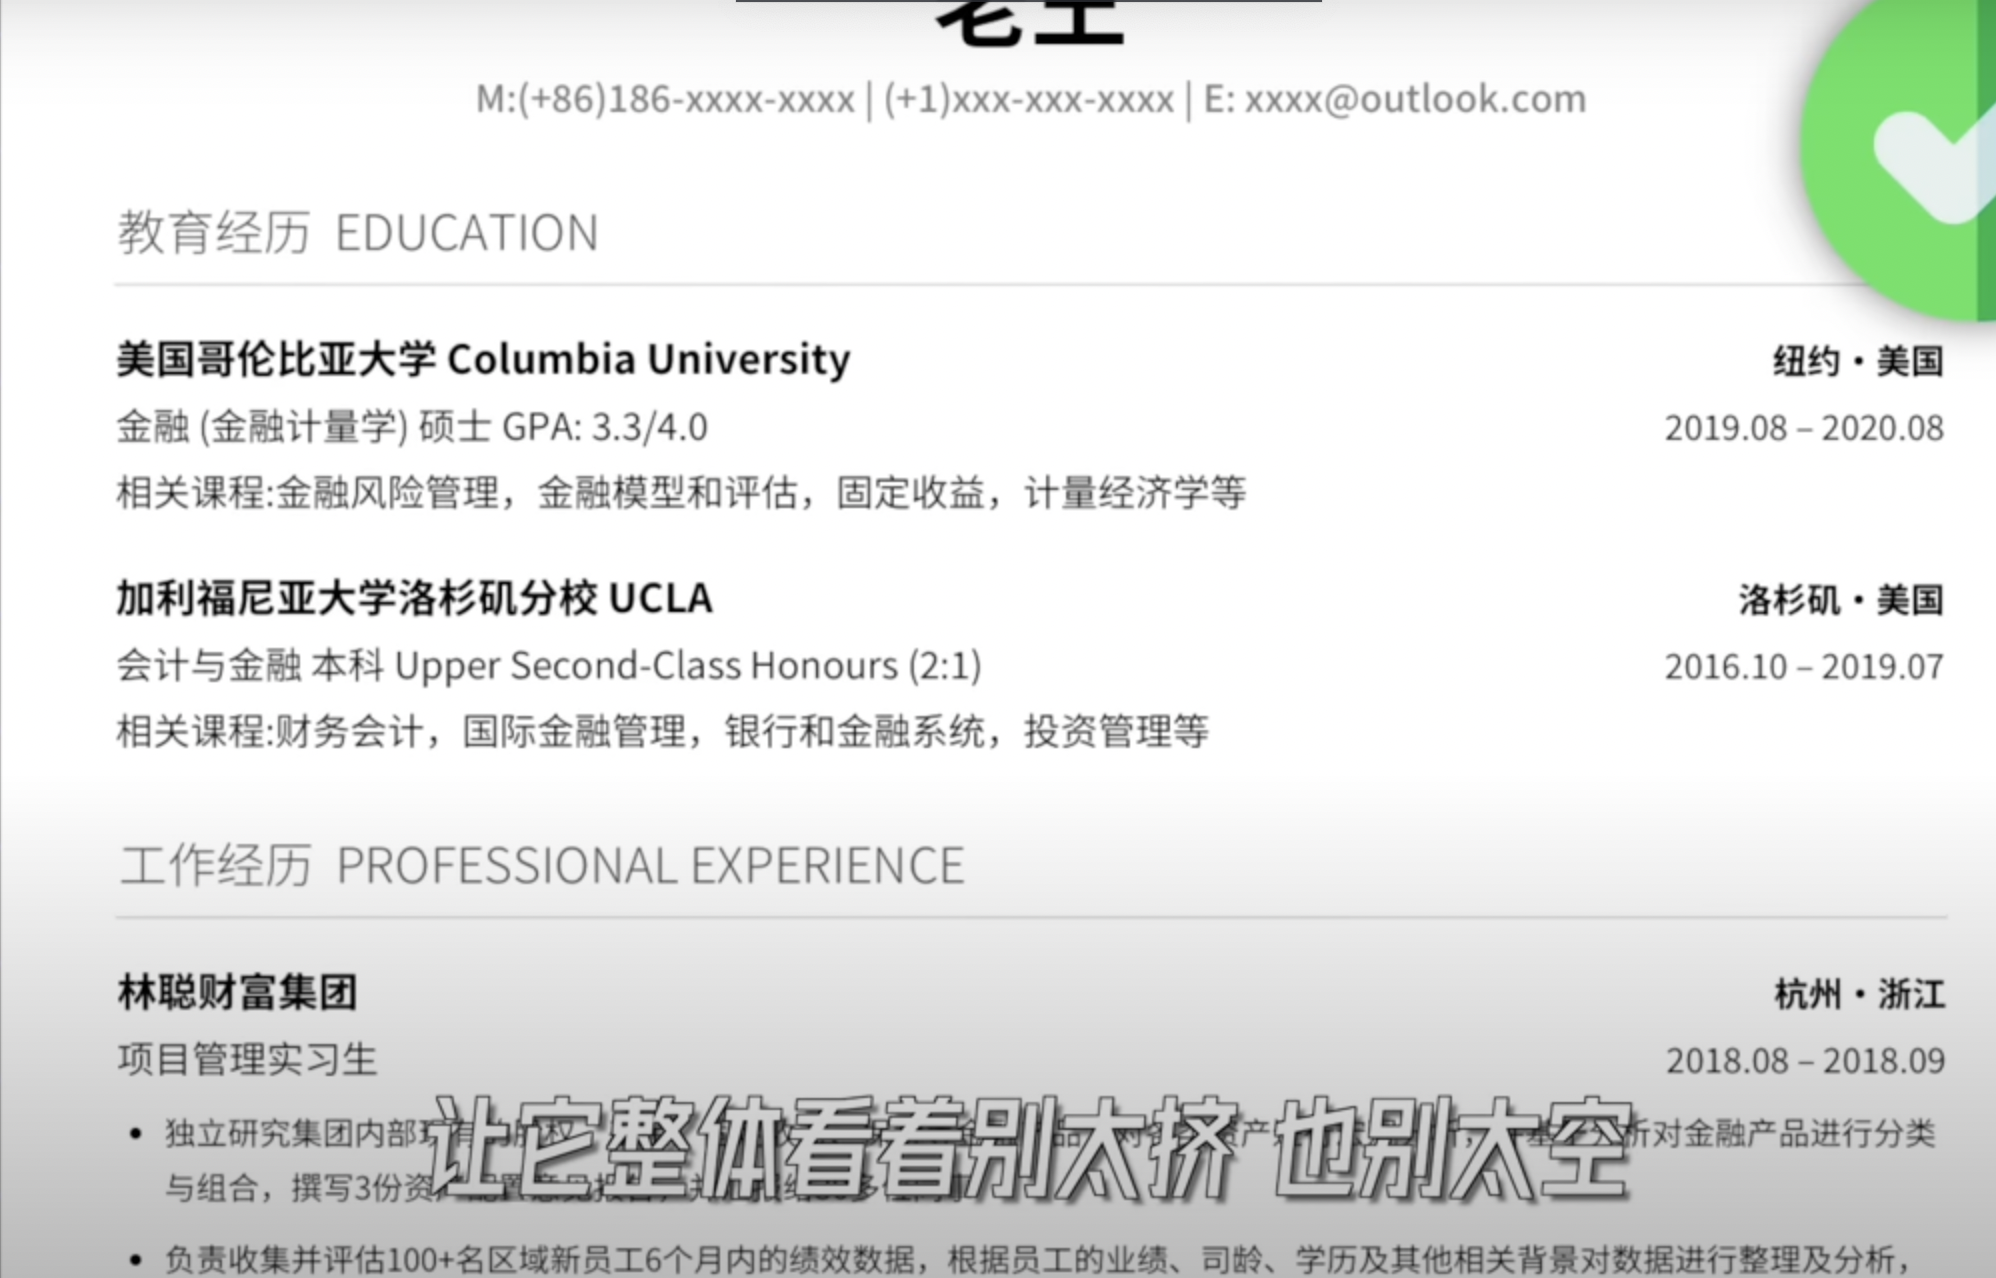 老王
M:(+86)186-xxxx-xxxx | (+1)xxx-xxx-xxxx | E: xxxx@outlook.com
教育经历 EDUCATION
美国哥伦比亚大学 Columbia University 纽约·美国
金融 (金融计量学) 硕士 GPA: 3.3/4.0 2019.08 – 2020.08
相关课程:金融风险管理，金融模型和评估，固定收益，计量经济学等
加利福尼亚大学洛杉矶分校 UCLA 洛杉矶·美国
会计与金融 本科 Upper Second-Class Honours (2:1) 2016.10 – 2019.07
相关课程:财务会计，国际金融管理，银行和金融系统，投资管理等
工作经历 PROFESSIONAL EXPERIENCE
林聪财富集团 杭州·浙江
项目管理实习生 2018.08 – 2018.09
• 独立研究集团内部 对金融产品进行分类
与组合，撰写3份资
让它整体看着别太挤 也别太空
• 负责收集并评估100+名区域新员工6个月内的绩效数据，根据员工的业绩、司龄、学历及其他相关背景对数据进行整理及分析，